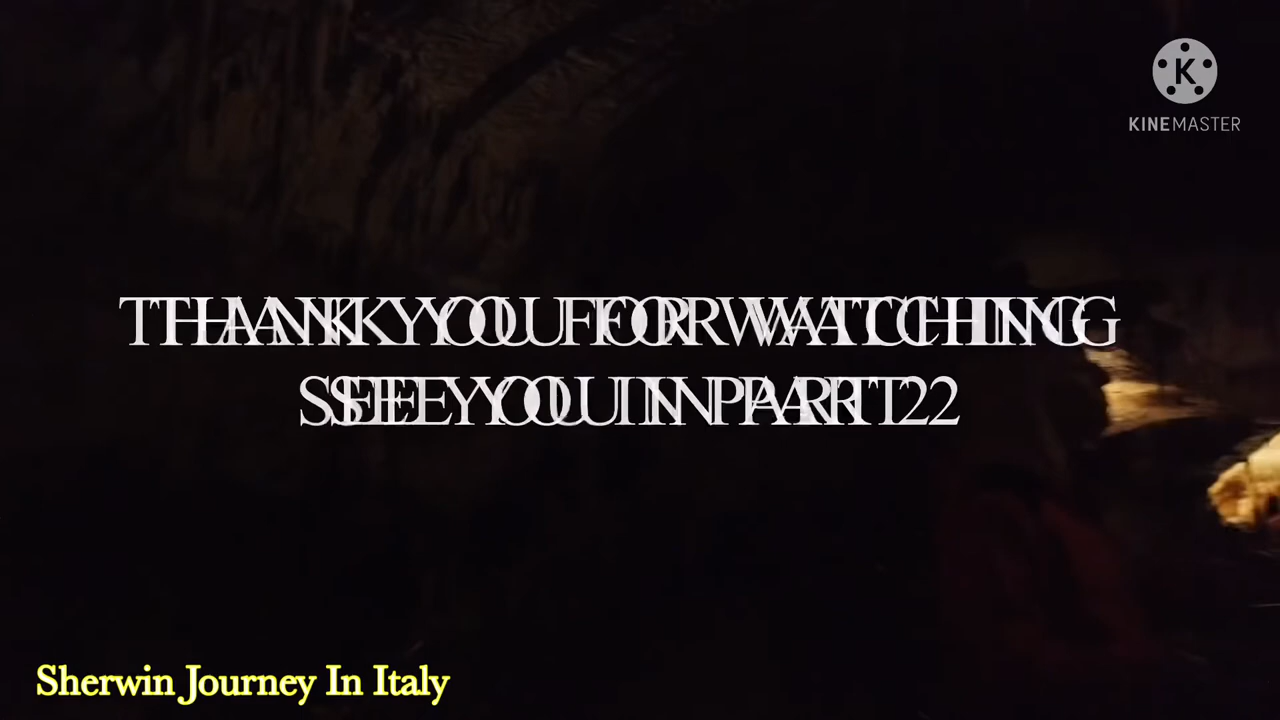 K
KINEMASTER
THANK YOU FOR WATCHING
SEE YOU IN PART 2
Sherwin Journey In Italy